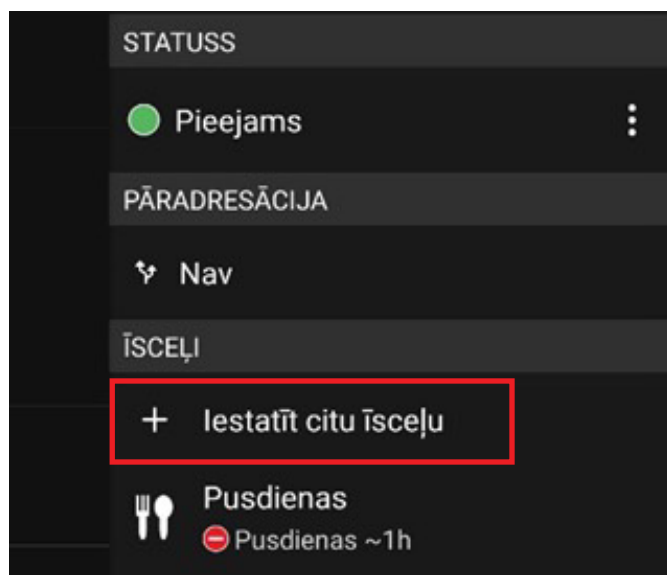 STATUSS
Pieejams
PĀRADRESĀCIJA
Nav
ĪSCEĻI
Iestatīt citu īsceļu
Pusdienas
Pusdienas ~1h